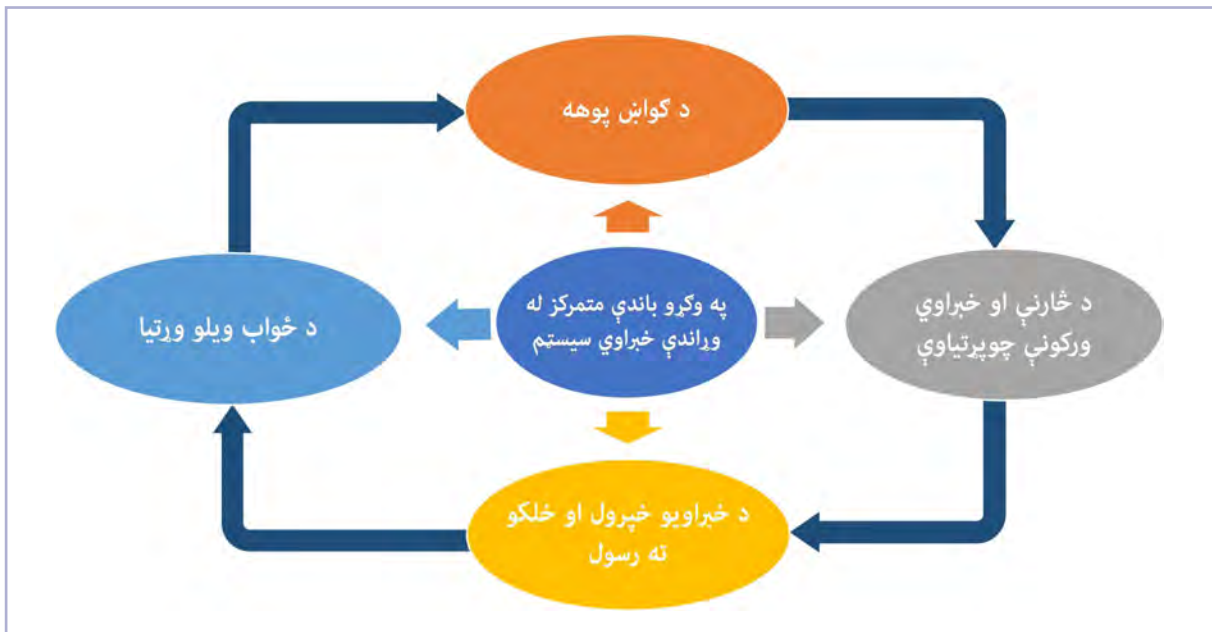 د ګواښ پوهه
په وګړو باندې متمرکز له
وړاندې خبراوي سیسټم
د څارنې او خبراوي
ورکونې چوپړتیاوې
د ځواب ویلو وړتیا
د خبراویو خپرول او خلکو
ته رسول